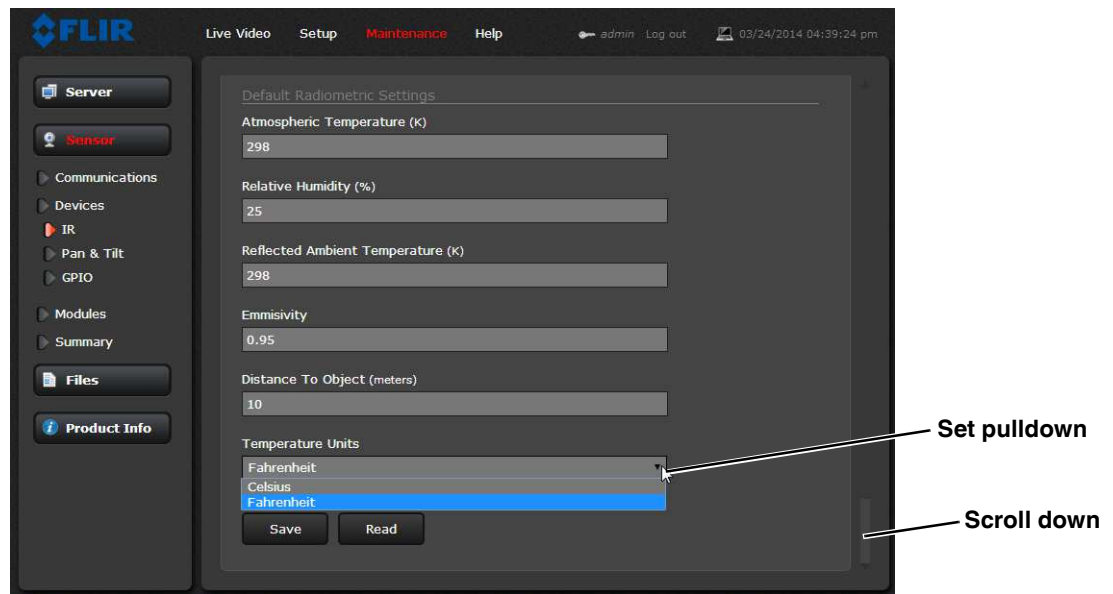 FLIR
Live Video Setup Maintenance Help admin Log out 03/24/2014 04:39:24 pm
Server
Sensor
Communications
Devices
IR
Pan & Tilt
GPIO
Modules
Summary
Files
Product Info
Default Radiometric Settings
Atmospheric Temperature (K)
298
Relative Humidity (%)
25
Reflected Ambient Temperature (K)
298
Emmisivity
0.95
Distance To Object (meters)
10
Temperature Units
Fahrenheit
Celsius
Fahrenheit
Save Read
Set pulldown
Scroll down